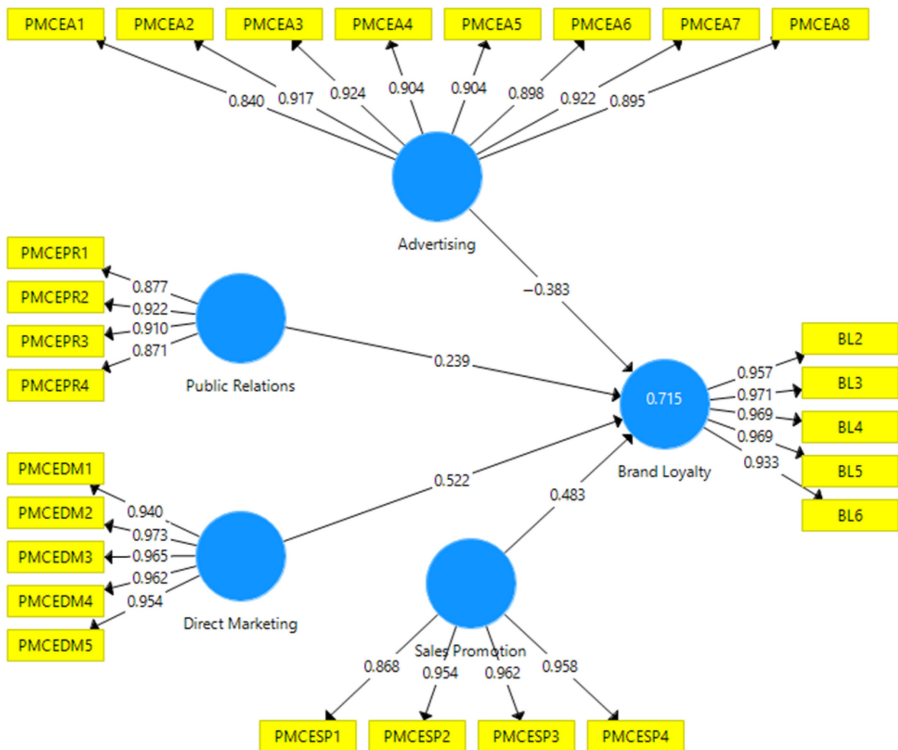 PMCEA1 PMCEA2 PMCEA3 PMCEA4 PMCEA5 PMCEA6 PMCEA7 PMCEA8
0.840 0.917 0.924 0.904 0.904 0.898 0.922 0.895
Advertising
−0.383
PMCEPR1
PMCEPR2
PMCEPR3
PMCEPR4
0.877
0.922
0.910
0.871
Public Relations
0.239
PMCEDM1
PMCEDM2
PMCEDM3
PMCEDM4
PMCEDM5
0.940
0.973
0.965
0.962
0.954
Direct Marketing
0.522
0.715
Brand Loyalty
0.957
0.971
0.969
0.969
0.933
BL2
BL3
BL4
BL5
BL6
0.483
Sales Promotion
0.868 0.954 0.962 0.958
PMCESP1 PMCESP2 PMCESP3 PMCESP4